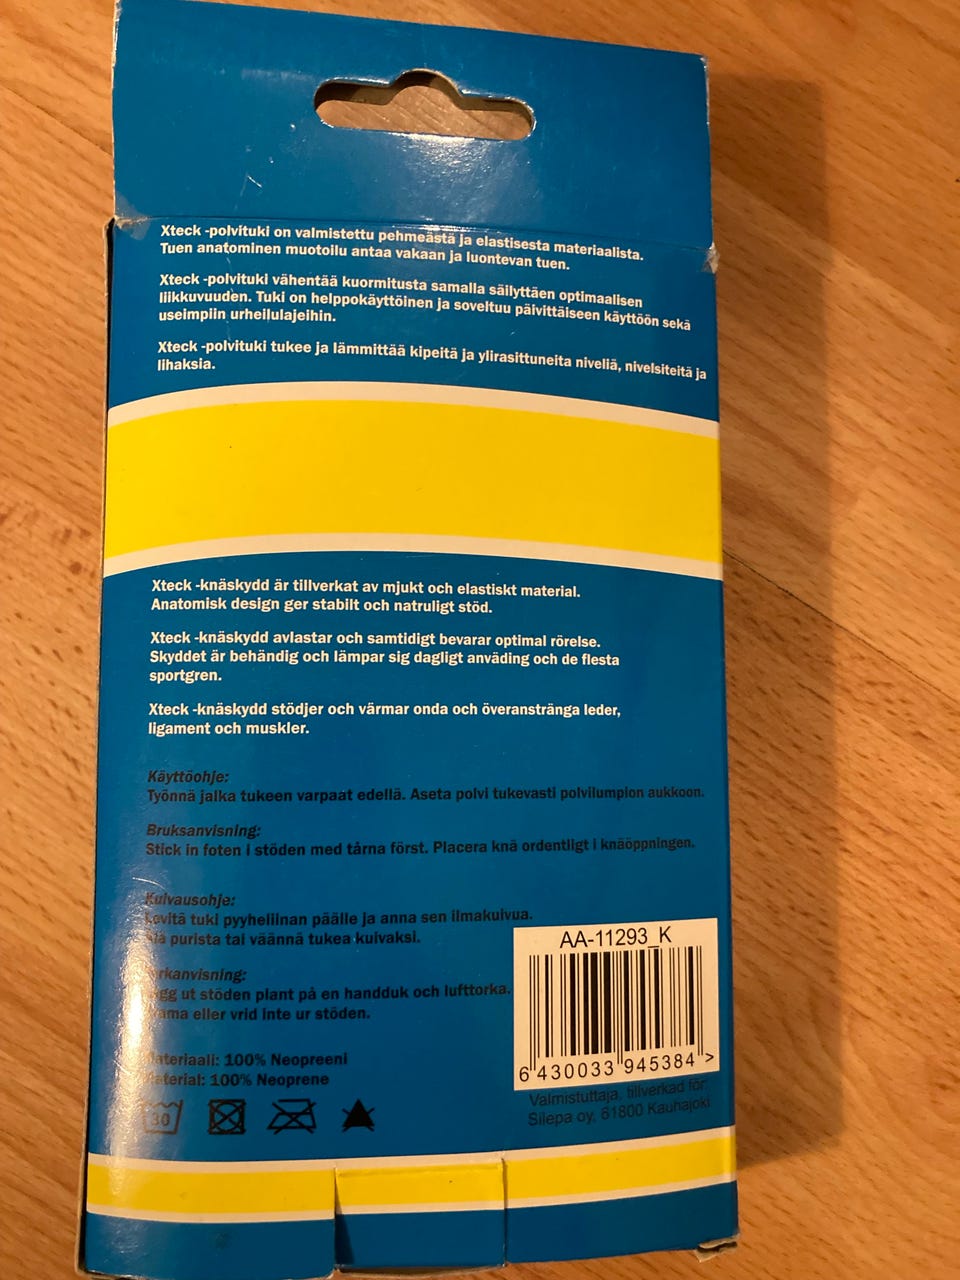 Xteck -polvituki on valmistettu pehmeästä ja elastisesta materiaalista.
Tuen anatominen muotoilu antaa vakaan ja luontevan tuen.
Xteck -polvituki vähentää kuormitusta samalla säilyttäen optimaalisen
liikkuvuuden. Tuki on helppokäyttöinen ja soveltuu päivittäiseen käyttöön sekä
useimpiin urheilulajeihin.
Xteck -polvituki tukee ja lämmittää kipeitä ja ylirasittuneita niveliä, nivelsiteitä ja
lihaksia.
Xteck -knäskydd är tillverkat av mjukt och elastiskt material.
Anatomisk design ger stabilt och natruligt stöd.
Xteck -knäskydd avlastar och samtidigt bevarar optimal rörelse.
Skyddet är behändig och lämpar sig dagligt anväding och de flesta
sportgren.
Xteck -knäskydd stödjer och värmar onda och överanstränga leder,
ligament och muskler.
Käyttöohje:
Työnnä jalka tukeen varpaat edellä. Aseta polvi tukevasti polvilumpion aukkoon.
Bruksanvisning:
Stick in foten i stöden med tårna först. Placera knä ordentligt i knäöppningen.
Kuivausohje:
Levitä tuki pyyheliinan päälle ja anna sen ilmakuivua.
Älä purista tai väännä tukea kuivaksi.
Torkanvisning:
Lägg ut stöden plant på en handduk och lufttorka.
eller vrid inte ur stöden.
Materiaali: 100% Neopreeni
Material: 100% Neoprene
30
AA-11293_K
6 430033 945384 >
Valmistuttaja, tillverkad för:
Silepa oy, 61800 Kauhajoki